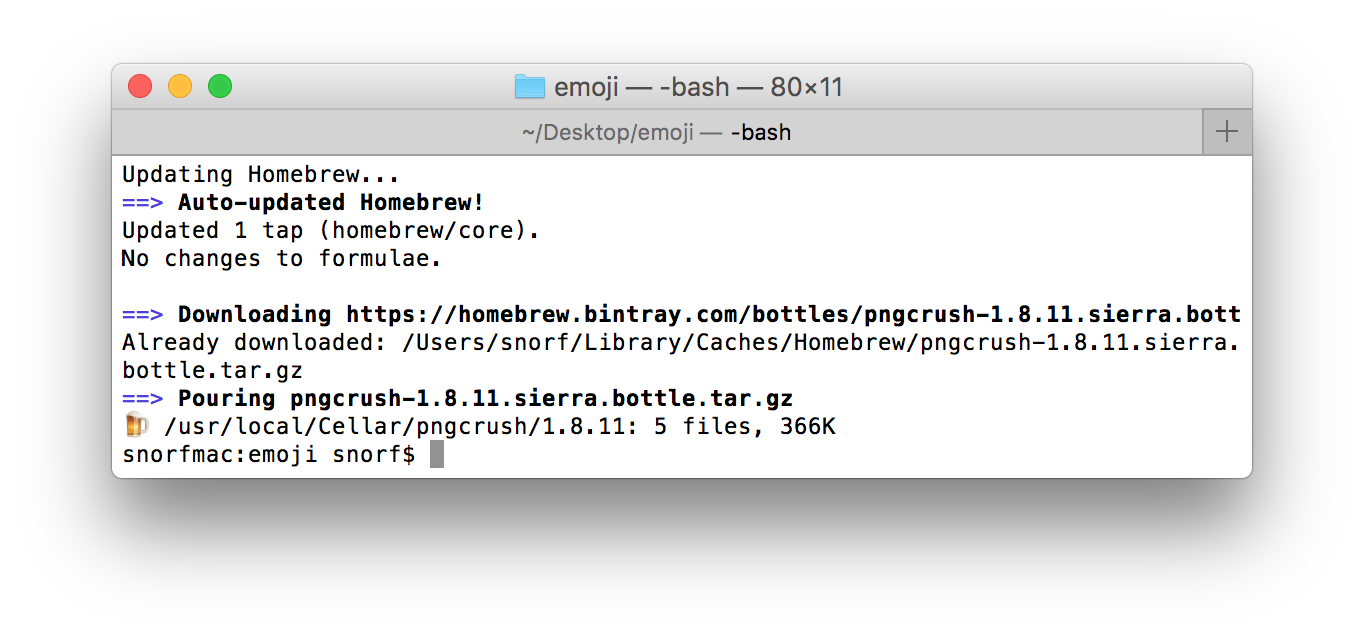 emoji — -bash — 80×11
~/Desktop/emoji — -bash
Updating Homebrew...
==> Auto-updated Homebrew!
Updated 1 tap (homebrew/core).
No changes to formulae.
==> Downloading https://homebrew.bintray.com/bottles/pngcrush-1.8.11.sierra.bott
Already downloaded: /Users/snorf/Library/Caches/Homebrew/pngcrush-1.8.11.sierra.
bottle.tar.gz
==> Pouring pngcrush-1.8.11.sierra.bottle.tar.gz
🍺 /usr/local/Cellar/pngcrush/1.8.11: 5 files, 366K
snorfmac:emoji snorf$